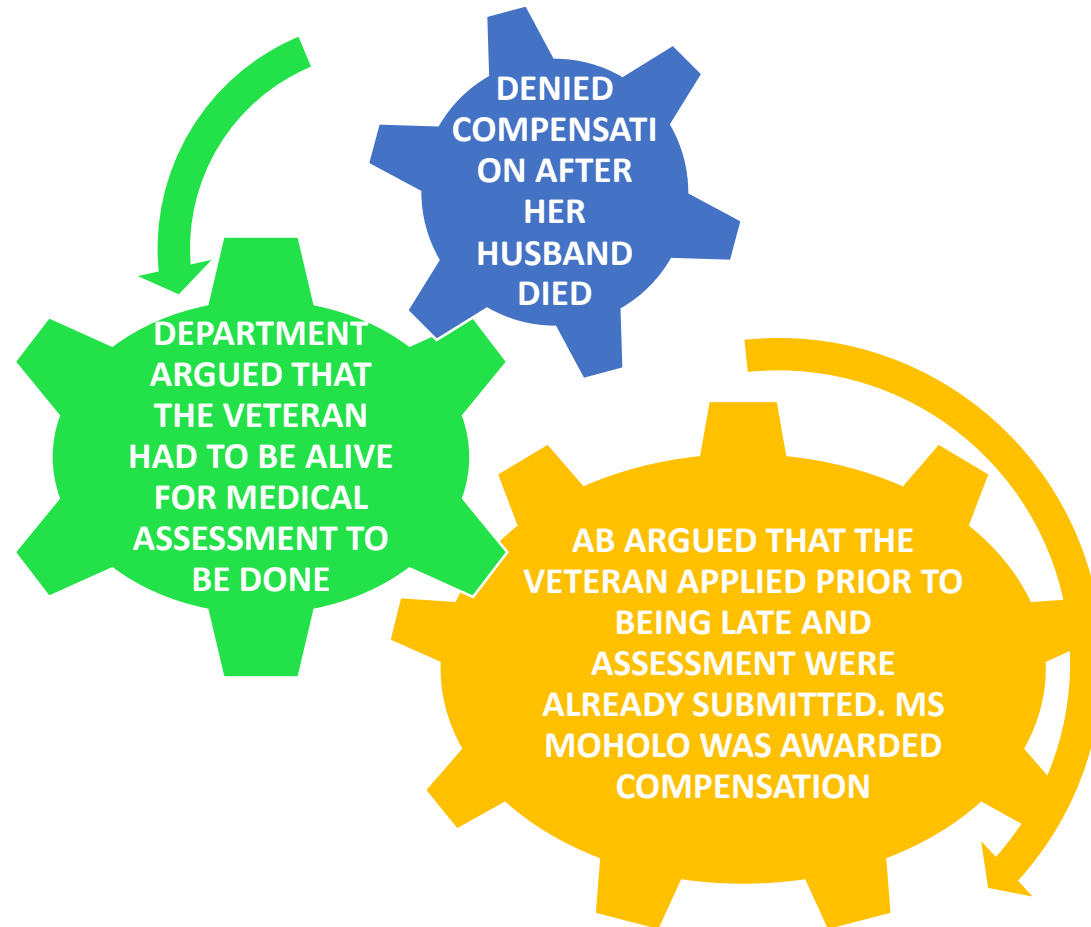 DENIED
COMPENSATI
ON AFTER
HER
HUSBAND
DIED
DEPARTMENT
ARGUED THAT
THE VETERAN
HAD TO BE ALIVE
FOR MEDICAL
ASSESSMENT TO
BE DONE
AB ARGUED THAT THE
VETERAN APPLIED PRIOR TO
BEING LATE AND
ASSESSMENT WERE
ALREADY SUBMITTED. MS
MOHOLO WAS AWARDED
COMPENSATION